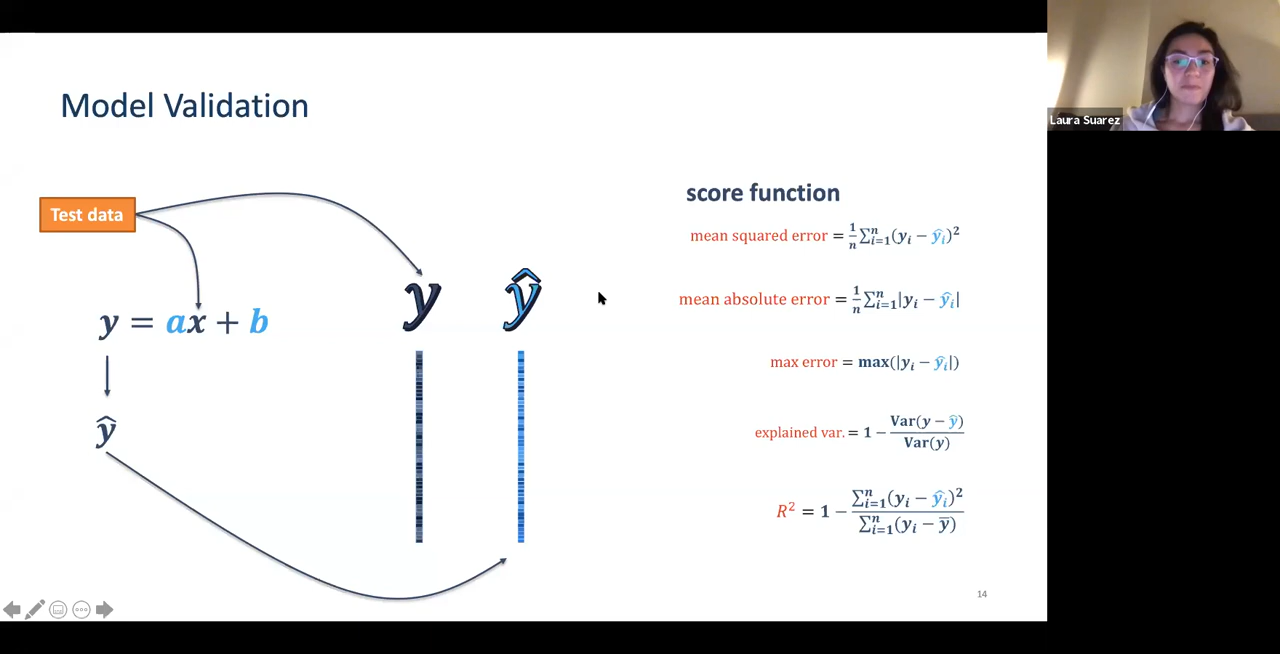 Model Validation
Laura Suarez
Test data
y = ax + b
ŷ
y ŷ
score function
mean squared error = 1/n ∑ⁿᵢ₌₁(yᵢ − ŷᵢ)²
mean absolute error = 1/n ∑ⁿᵢ₌₁|yᵢ − ŷᵢ|
max error = max(|yᵢ − ŷᵢ|)
explained var. = 1 − Var(y − ŷ) / Var(y)
R² = 1 − ∑ⁿᵢ₌₁(yᵢ − ŷᵢ)² / ∑ⁿᵢ₌₁(yᵢ − ȳ)
14